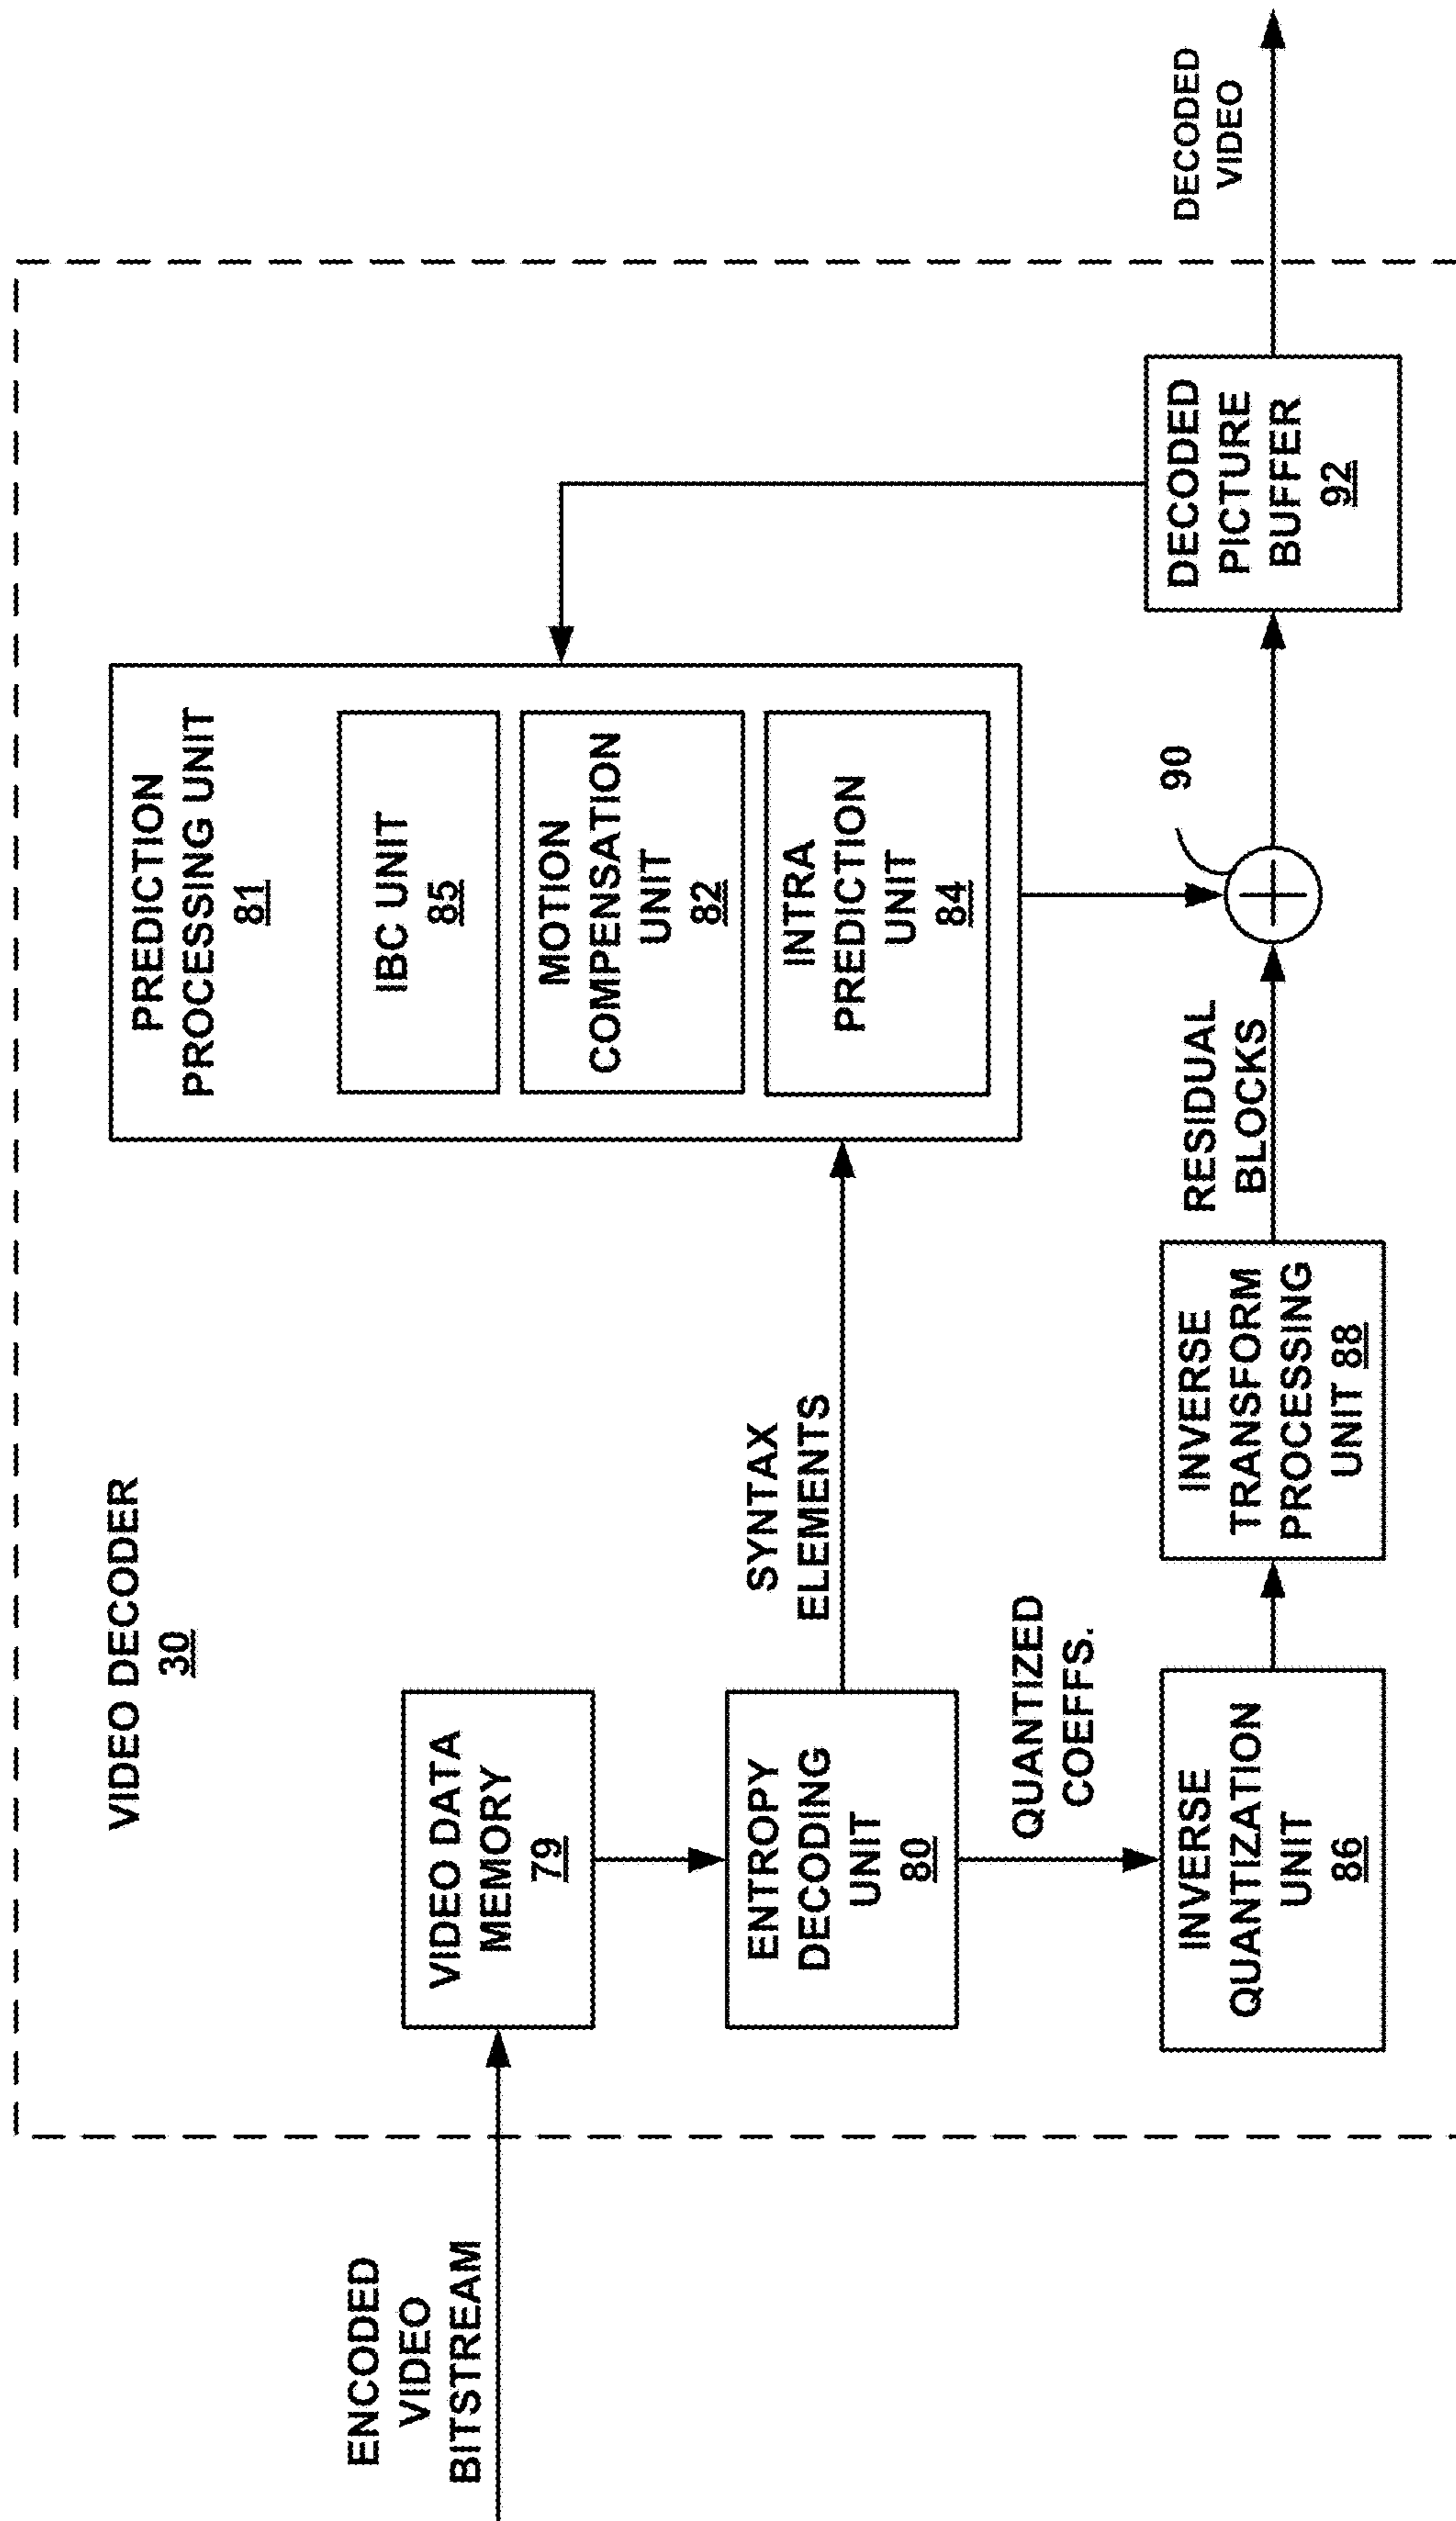 VIDEO DECODER
30
ENCODED
VIDEO
BITSTREAM
VIDEO DATA
MEMORY
79
ENTROPY
DECODING
UNIT
80
SYNTAX
ELEMENTS
QUANTIZED
COEFFS.
INVERSE
QUANTIZATION
UNIT
86
INVERSE
TRANSFORM
PROCESSING
UNIT 88
RESIDUAL
BLOCKS
PREDICTION
PROCESSING UNIT
81
IBC UNIT
85
MOTION
COMPENSATION
UNIT
82
INTRA
PREDICTION
UNIT
84
90
DECODED
PICTURE
BUFFER
92
DECODED
VIDEO